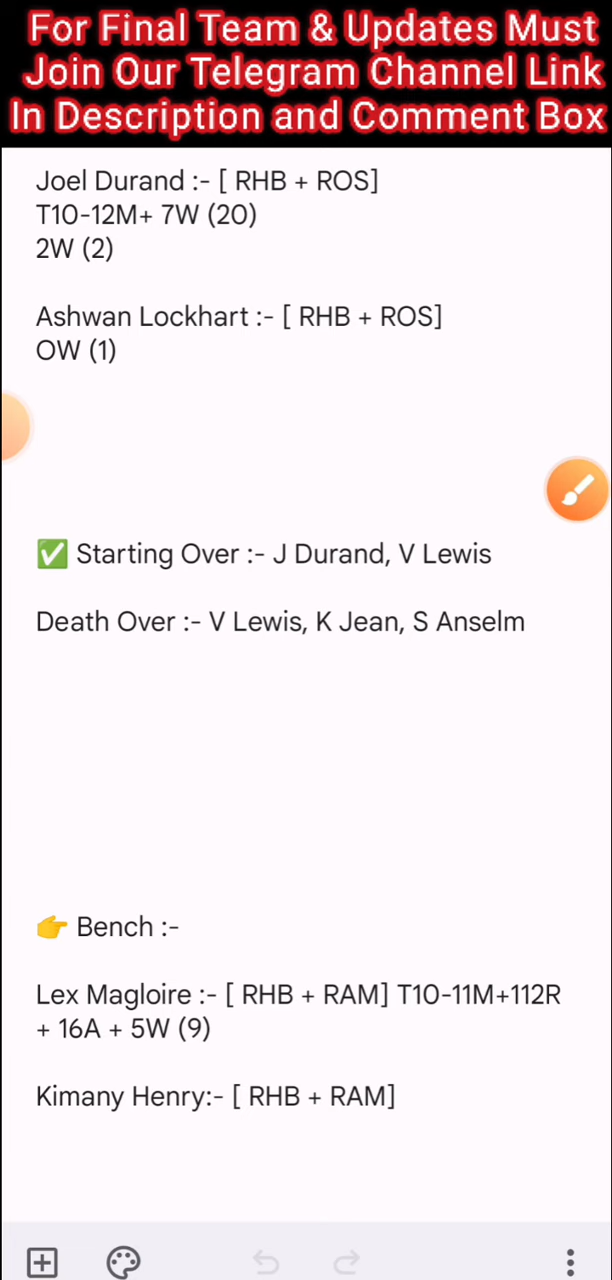 For Final Team & Updates Must
Join Our Telegram Channel Link
In Description and Comment Box
Joel Durand :- [ RHB + ROS]
T10-12M+ 7W (20)
2W (2)
Ashwan Lockhart :- [ RHB + ROS]
0W (1)
✅ Starting Over :- J Durand, V Lewis
Death Over :- V Lewis, K Jean, S Anselm
👉 Bench :-
Lex Magloire :- [ RHB + RAM] T10-11M+112R
+ 16A + 5W (9)
Kimany Henry:- [ RHB + RAM]